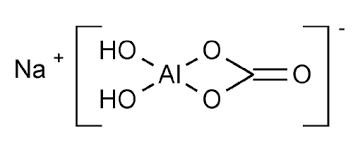 HO O -
Na + Al O
HO O